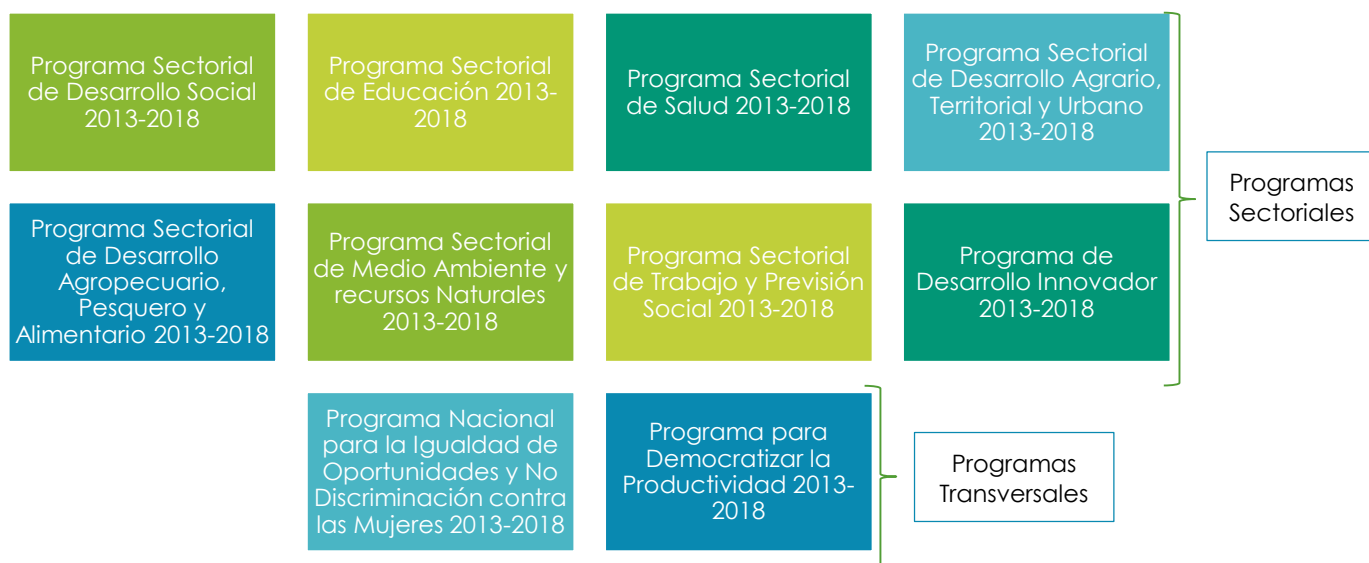 Programa Sectorial
de Desarrollo Social
2013-2018
Programa Sectorial
de Educación 2013-
2018
Programa Sectorial
de Salud 2013-2018
Programa Sectorial
de Desarrollo Agrario,
Territorial y Urbano
2013-2018
Programas
Sectoriales
Programa Sectorial
de Desarrollo
Agropecuario,
Pesquero y
Alimentario 2013-2018
Programa Sectorial
de Medio Ambiente y
recursos Naturales
2013-2018
Programa Sectorial
de Trabajo y Previsión
Social 2013-2018
Programa de
Desarrollo Innovador
2013-2018
Programa Nacional
para la Igualdad de
Oportunidades y No
Discriminación contra
las Mujeres 2013-2018
Programa para
Democratizar la
Productividad 2013-
2018
Programas
Transversales